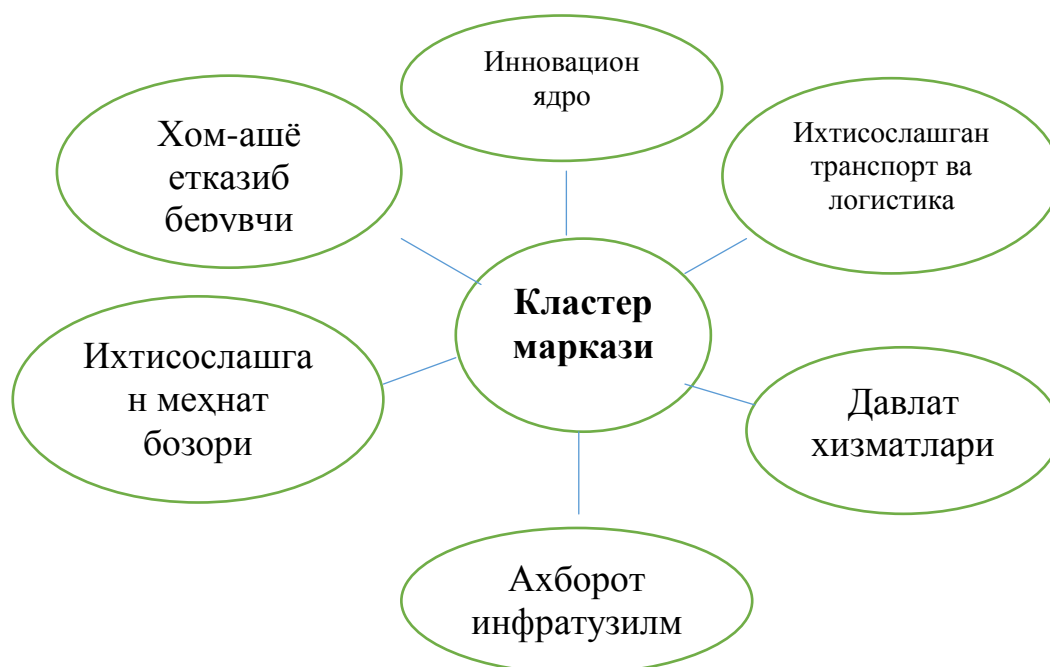 Инновацион
ядро
Хом-ашё
етказиб
берувчи
Ихтисослашган
транспорт ва
логистика
Кластер
маркази
Ихтисослашга
н меҳнат
бозори
Давлат
хизматлари
Ахборот
инфратузилм